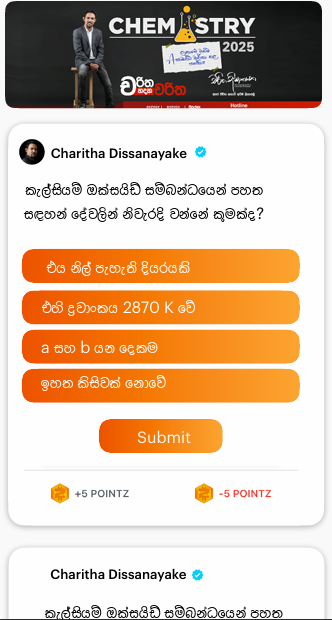 CHEMISTRY
2025
චරිත
හදන චරිත
Hotline
Charitha Dissanayake
කැල්සියම් ඔක්සයිඩ් සම්බන්ධයෙන් පහත
සඳහන් දේවලින් නිවැරදි වන්නේ කුමක්ද?
එය නිල් පැහැති දියරයකි
එහි ද්‍රවාංකය 2870 K වේ
a සහ b යන දෙකම
ඉහත කිසිවක් නොවේ
Submit
+5 POINTZ
-5 POINTZ
Charitha Dissanayake
කැල්සියම් ඔක්සයිඩ් සම්බන්ධයෙන් පහත